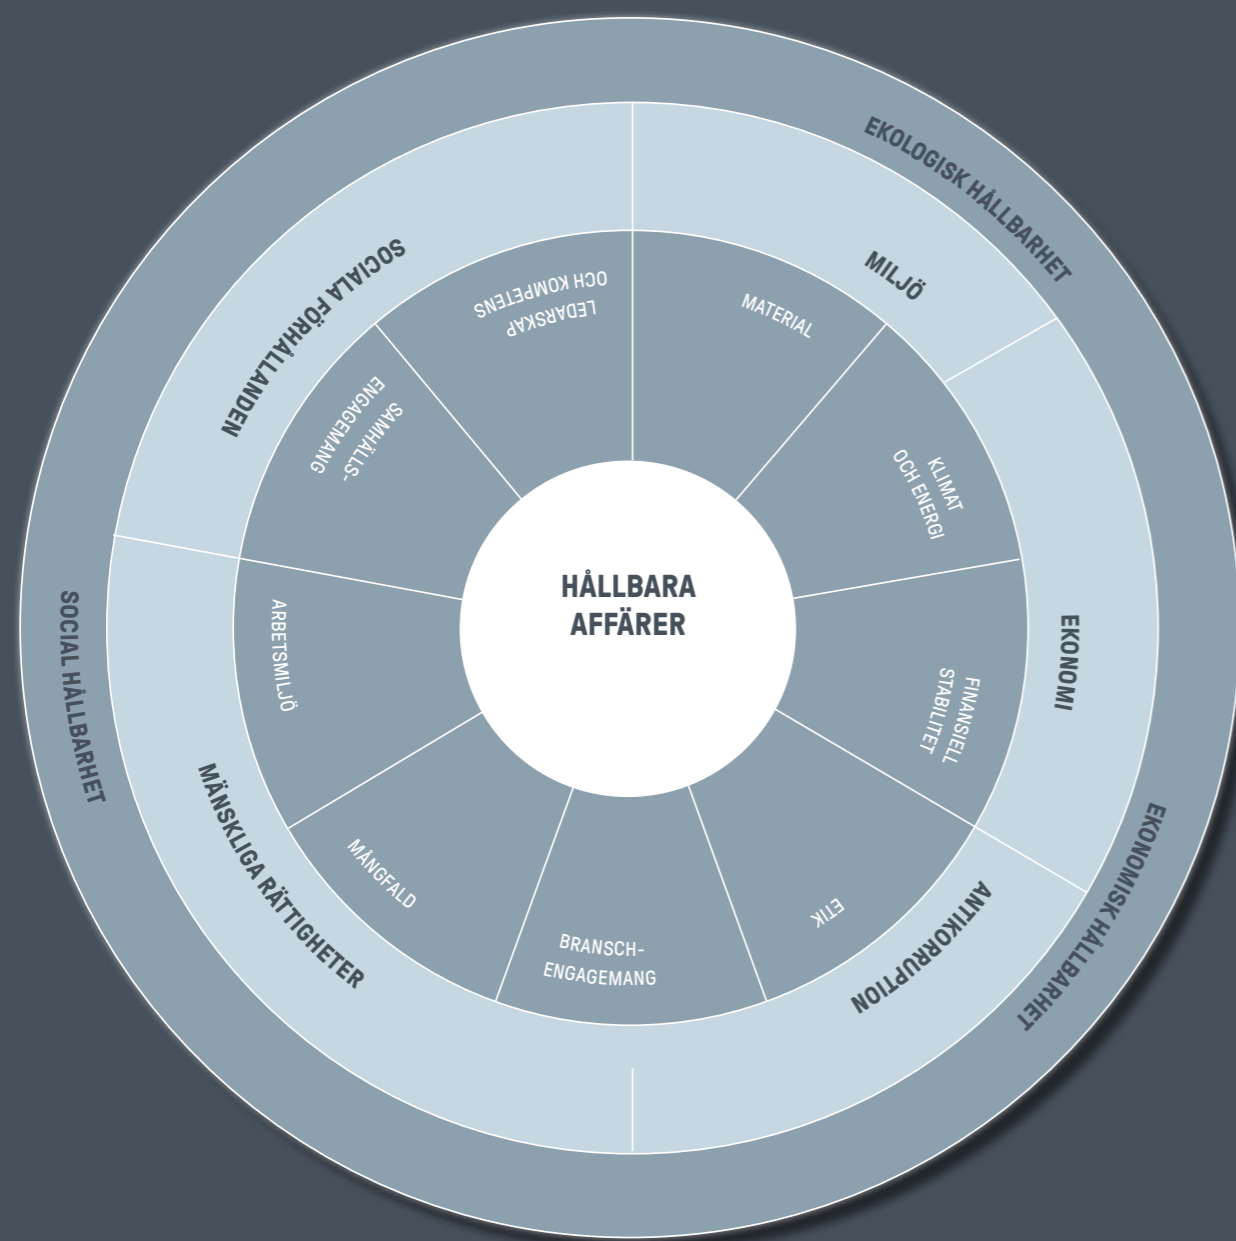 EKOLOGISK HÅLLBARHET
EKONOMISK HÅLLBARHET
SOCIAL HÅLLBARHET
MILJÖ
EKONOMI
ANTIKORRUPTION
MÄNSKLIGA RÄTTIGHETER
SOCIALA FÖRHÅLLANDEN
MATERIAL
KLIMAT
OCH ENERGI
FINANSIELL
STABILITET
ETIK
BRANSCH-
ENGAGEMANG
MÅNGFALD
ARBETSMILJÖ
SAMHÄLLS-
ENGAGEMANG
LEDARSKAP
OCH KOMPETENS
HÅLLBARA
AFFÄRER